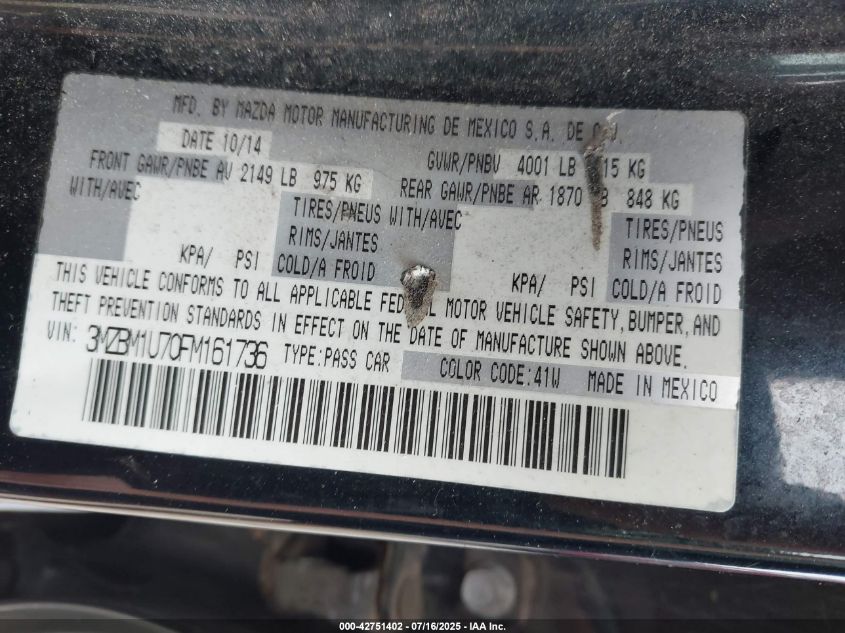 MFD. BY MAZDA MOTOR MANUFACTURING DE MEXICO S.A. DE
DATE 10/14
GVWR/PNBV 4001 LB 15 KG
FRONT GAWR/PNBE AV 2149 LB 975 KG
REAR GAWR/PNBE AR 1870 848 KG
WITH/AVEC
TIRES/PNEUS
RIMS/JANTES
KPA/ PSI COLD/A FROID
WITH/AVEC
TIRES/PNEUS
RIMS/JANTES
KPA/ PSI COLD/A FROID
THIS VEHICLE CONFORMS TO ALL APPLICABLE MOTOR VEHICLE SAFETY, BUMPER, AND
THEFT PREVENTION STANDARDS IN EFFECT ON THE DATE OF MANUFACTURE SHOWN ABOVE.
VIN: 3MZBM1U70FM161736 TYPE:PASS CAR COLOR CODE:41W MADE IN MEXICO
000-42751402 - 07/16/2025 - IAA Inc.